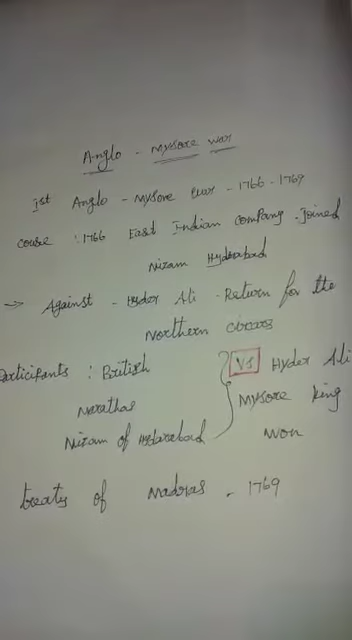 Anglo - Mysore war
1st Anglo - Mysore war - 1766 - 1769
couse : 1766 East Indian Company joined
Nizam Hyderabad
→ Against - Hyder Ali - Return for the
Northern circars
Participants : British
VS Hyder Ali
Marathas
Mysore king
Nizam of Hyderabad
won
treaty of Madras - 1769